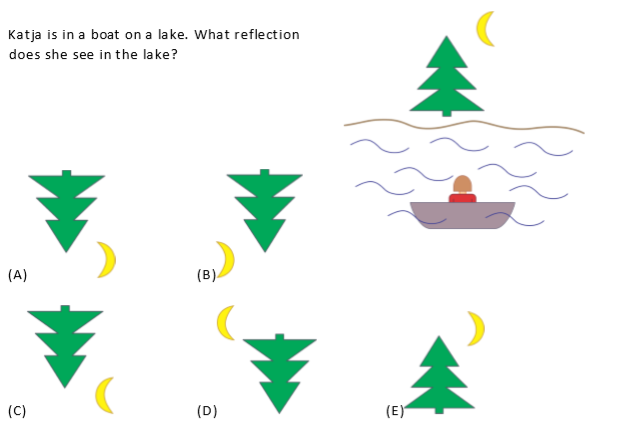 Katja is in a boat on a lake. What reflection
does she see in the lake?
(A)
(B)
(C)
(D)
(E)